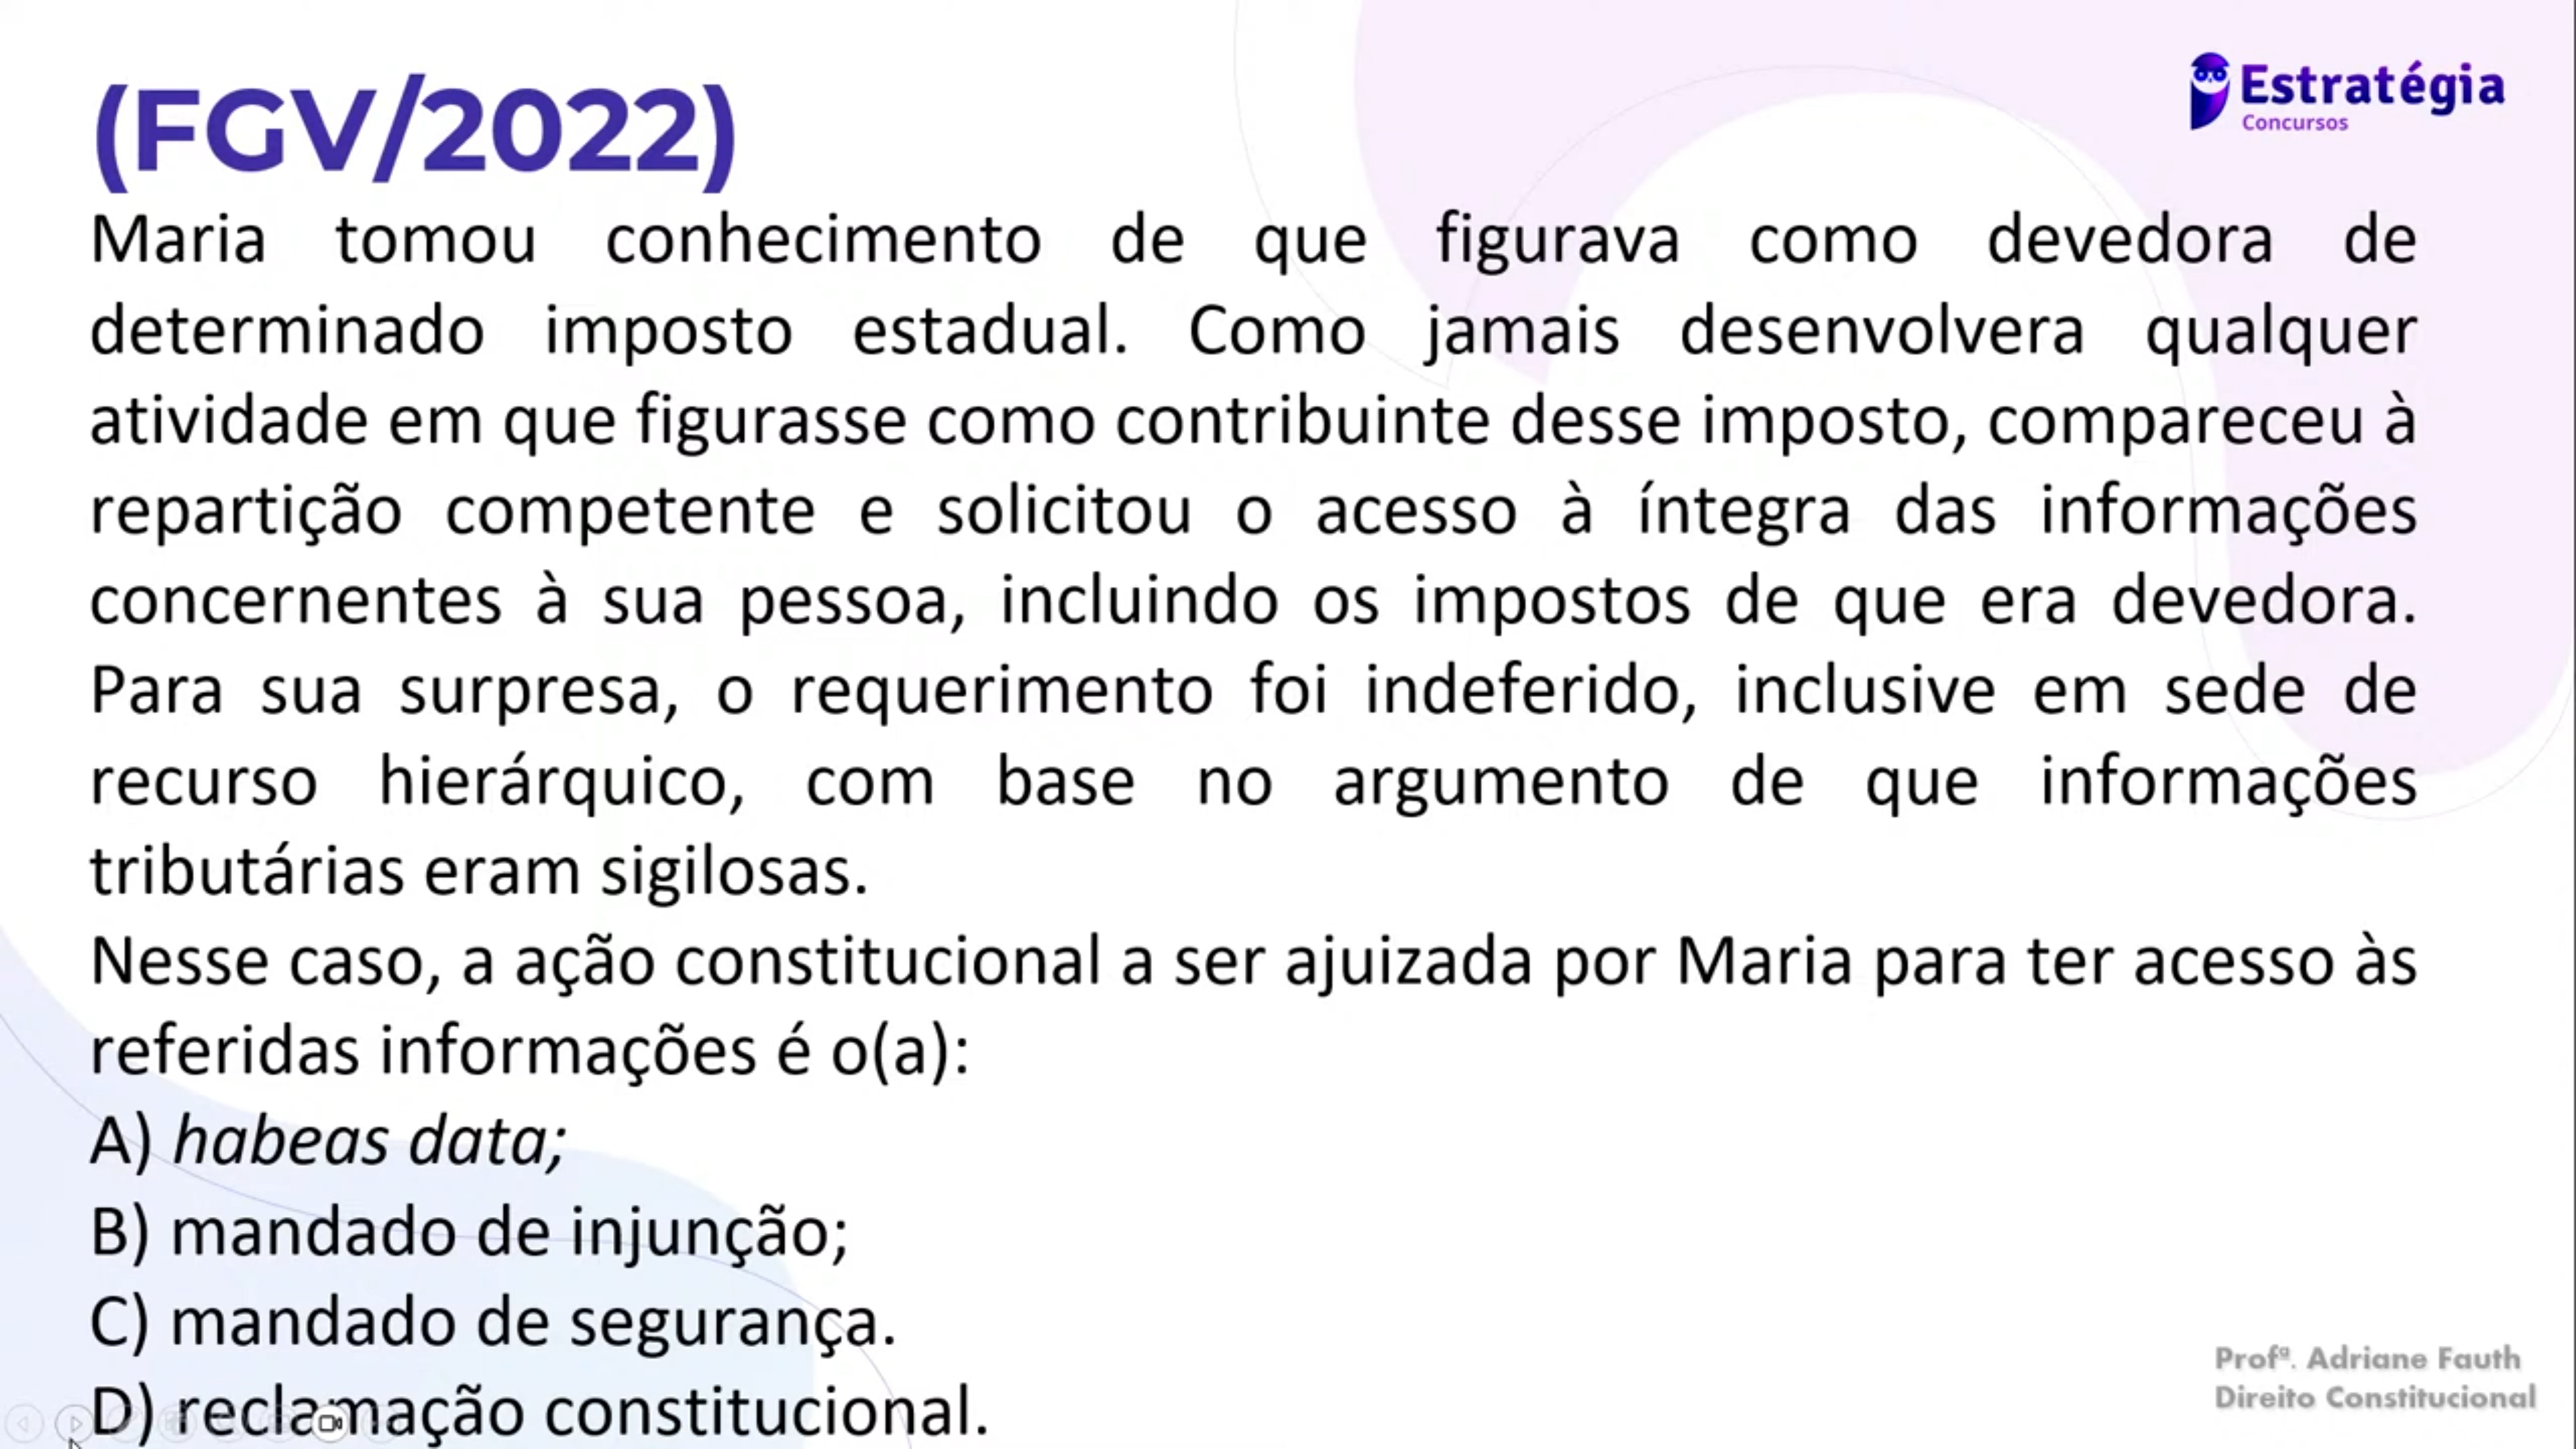 (FGV/2022)
Estratégia
Concursos
Maria tomou conhecimento de que figurava como devedora de
determinado imposto estadual. Como jamais desenvolvera qualquer
atividade em que figurasse como contribuinte desse imposto, compareceu à
repartição competente e solicitou o acesso à íntegra das informações
concernentes à sua pessoa, incluindo os impostos de que era devedora.
Para sua surpresa, o requerimento foi indeferido, inclusive em sede de
recurso hierárquico, com base no argumento de que informações
tributárias eram sigilosas.
Nesse caso, a ação constitucional a ser ajuizada por Maria para ter acesso às
referidas informações é o(a):
A) habeas data;
B) mandado de injunção;
C) mandado de segurança.
D) reclamação constitucional.
Profª. Adriane Fauth
Direito Constitucional